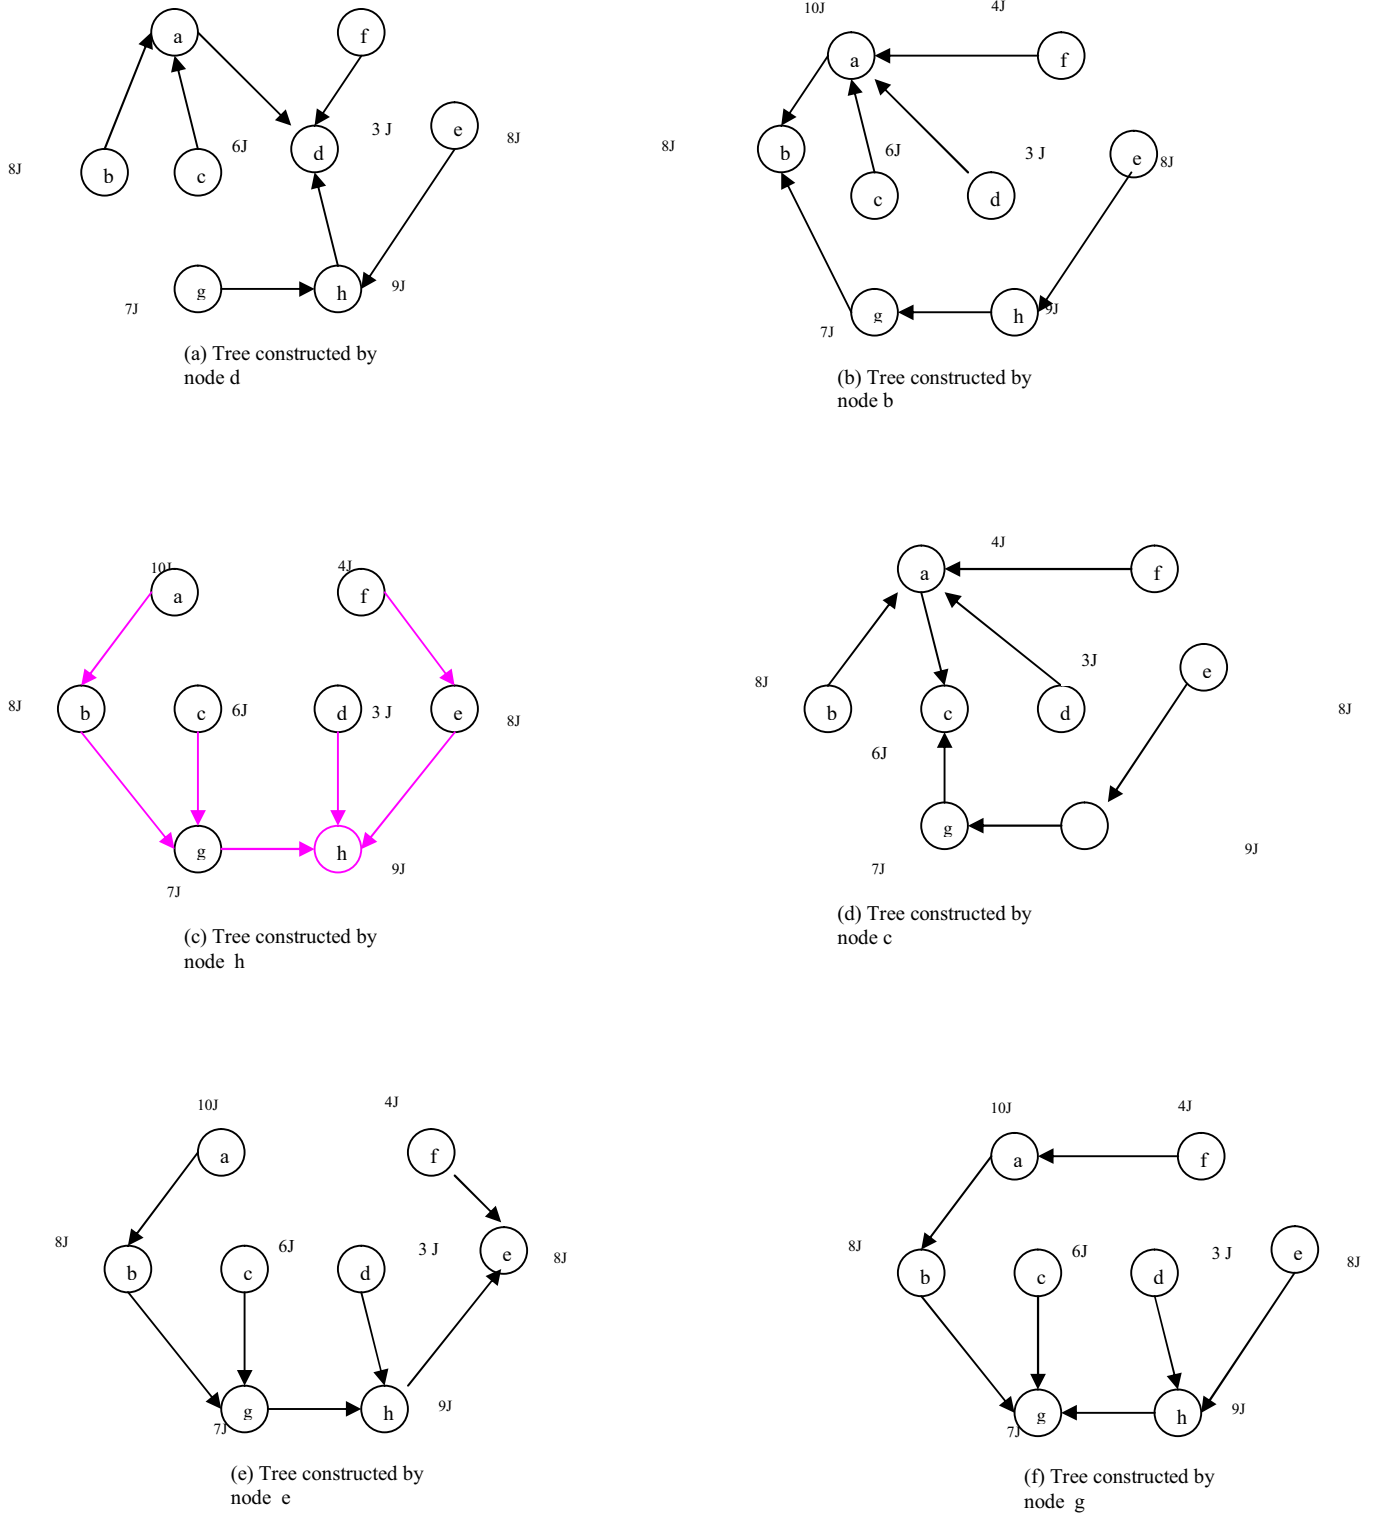 10J
4J
a
f
a
f
3 J
e
8J
6J
d
8J
b
c
8J
b
6J
3 J
e
8J
c
d
g
h
9J
7J
g
h
9J
7J
(a) Tree constructed by
node d
(b) Tree constructed by
node b
10J
4J
a
f
4J
a
f
8J
b
c
6J
d
3 J
e
8J
8J
b
c
3J
d
e
8J
6J
g
h
9J
7J
g
9J
7J
(c) Tree constructed by
node h
(d) Tree constructed by
node c
10J
4J
a
f
10J
4J
a
f
8J
b
6J
c
d
3 J
e
8J
8J
b
6J
c
d
3 J
e
8J
7J
g
h
9J
7J
g
h
9J
(e) Tree constructed by
node e
(f) Tree constructed by
node g